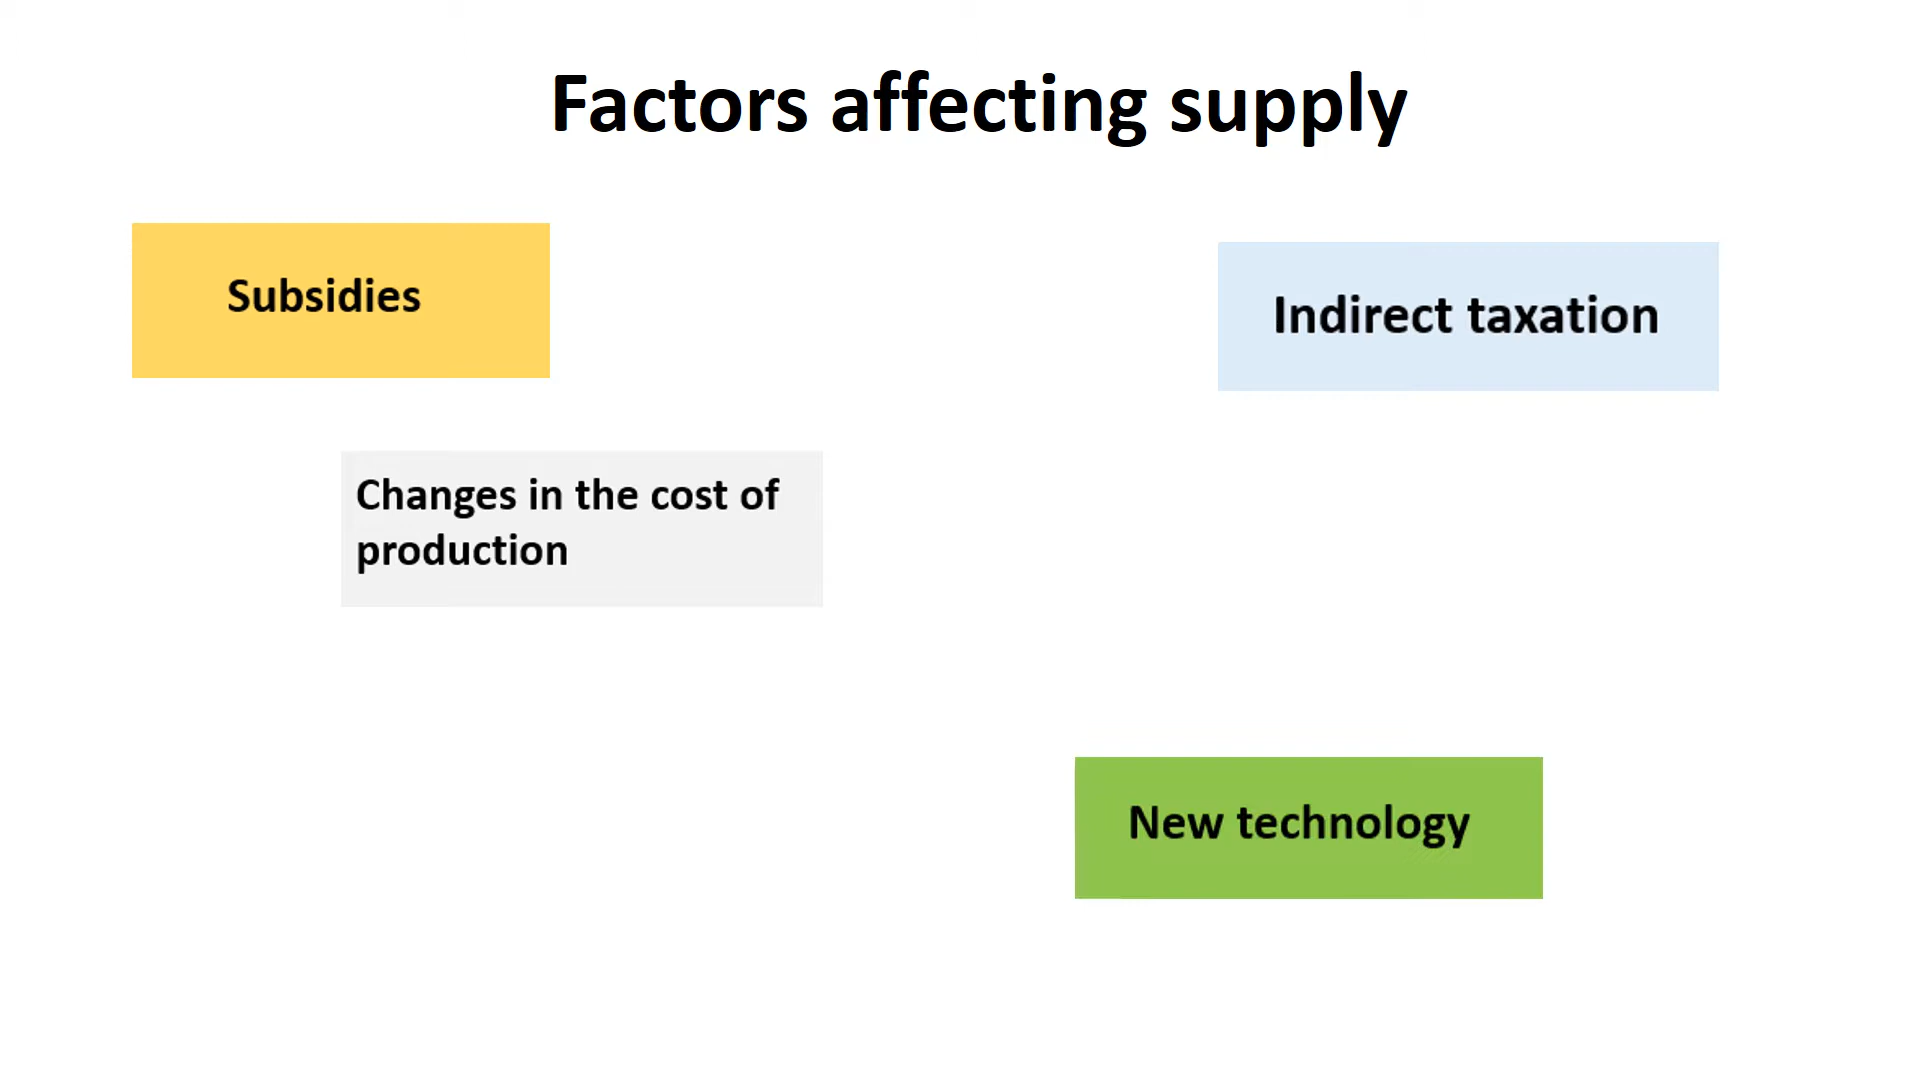 Factors affecting supply
Subsidies
Indirect taxation
Changes in the cost of
production
New technology